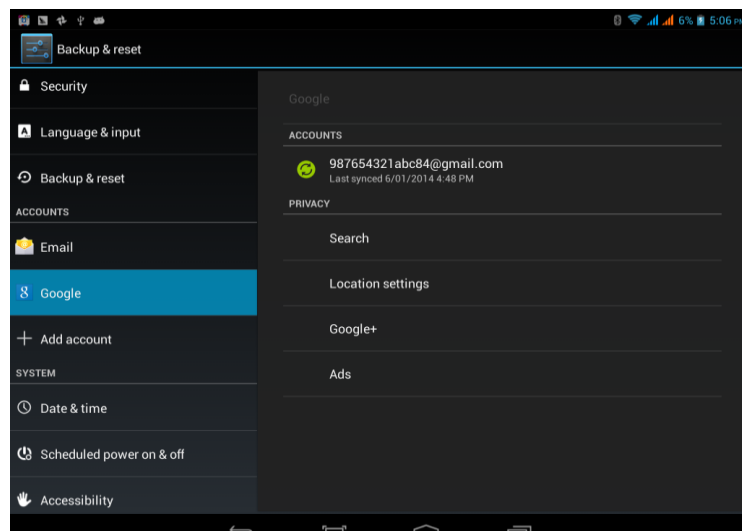 6% 5:06 PM
Backup & reset
Security
Language & input
Backup & reset
ACCOUNTS
Email
Google
Add account
SYSTEM
Date & time
Scheduled power on & off
Accessibility
Google
ACCOUNTS
987654321abc84@gmail.com
Last synced 6/01/2014 4:48 PM
PRIVACY
Search
Location settings
Google+
Ads